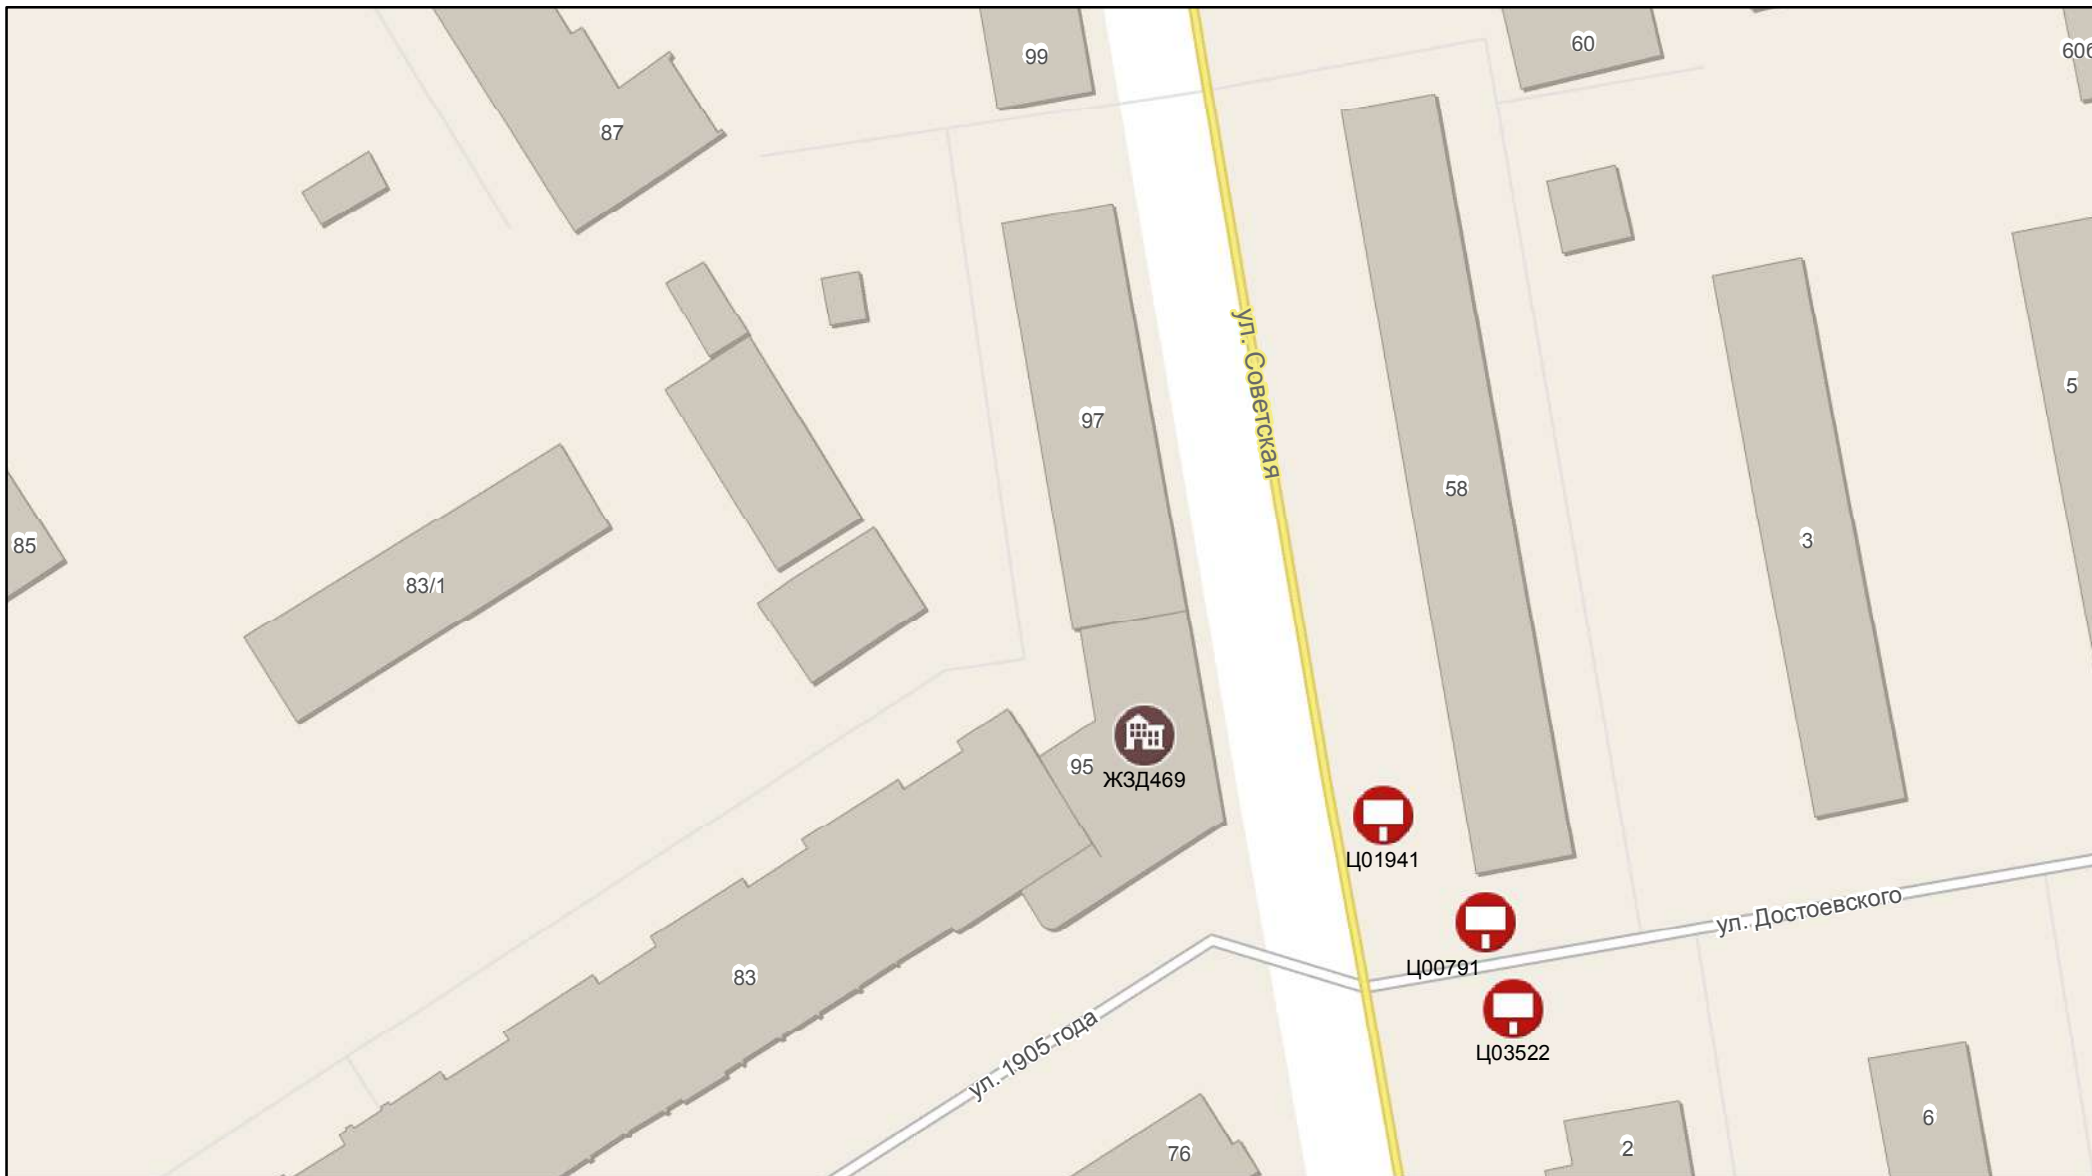 99
60
606
87
ул. Советская
97
5
58
3
85
83/1
95
ЖЗД469
Ц01941
ул. Достоевского
Ц00791
83
Ц03522
ул. 1905 года
76
2
6